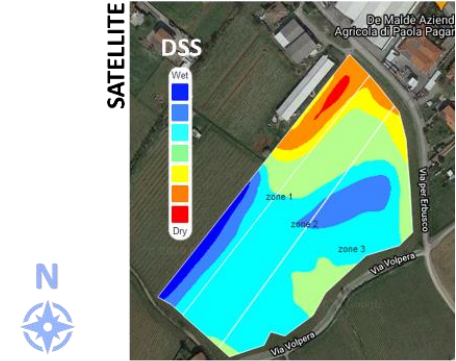 SATELLITE
DSS
Wet
Dry
De Maldè Aziend
Agricola di Paola Pagan
zone 1
zone 2
zone 3
Via per Erbusco
Via Volpera
Via Volpera
N